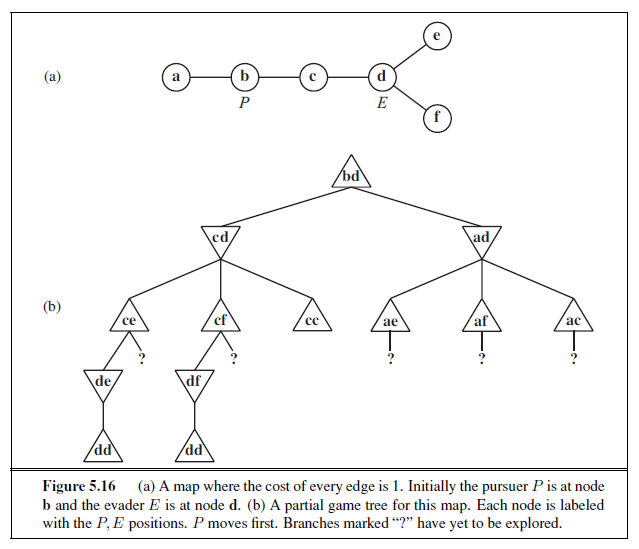 e
(a) a b c d
P E
f
bd
cd ad
(b)
ce cf cc ae af ac
? ? ? ? ?
de df
dd dd
Figure 5.16 (a) A map where the cost of every edge is 1. Initially the pursuer P is at node
b and the evader E is at node d. (b) A partial game tree for this map. Each node is labeled
with the P, E positions. P moves first. Branches marked “?” have yet to be explored.